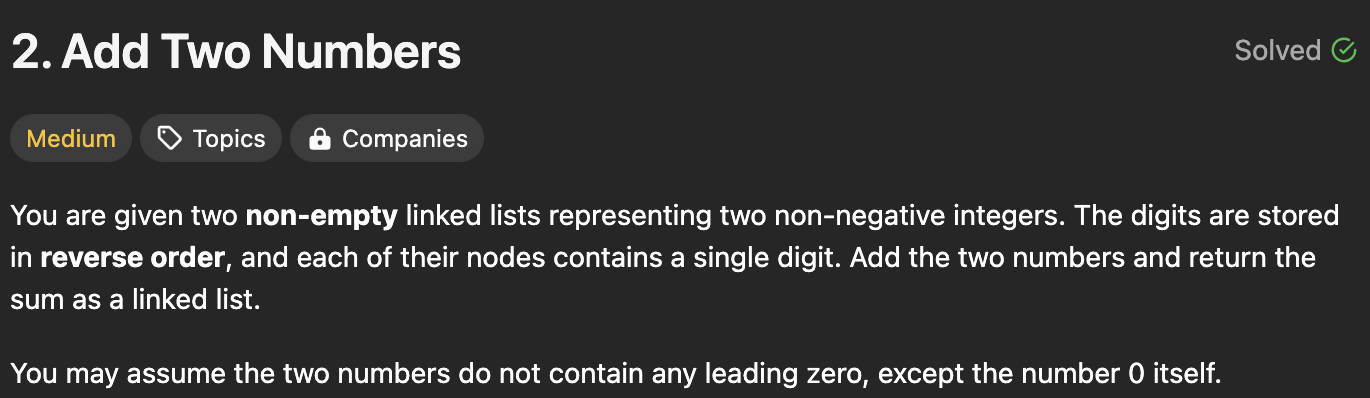 2. Add Two Numbers
Solved
Medium
Topics
Companies
You are given two non-empty linked lists representing two non-negative integers. The digits are stored
in reverse order, and each of their nodes contains a single digit. Add the two numbers and return the
sum as a linked list.
You may assume the two numbers do not contain any leading zero, except the number 0 itself.